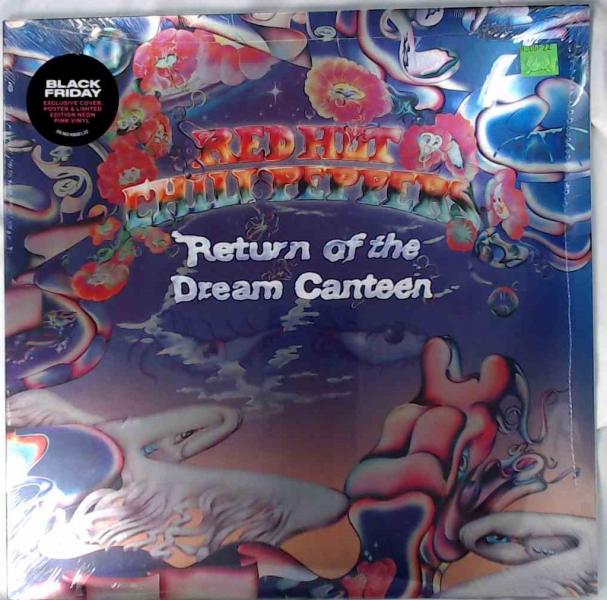 BLACK
FRIDAY
EXCLUSIVE COVER,
POSTER & LIMITED
EDITION NEON
PINK VINYL
RED HOT
CHILI PEPPERS
Return of the
Dream Canteen